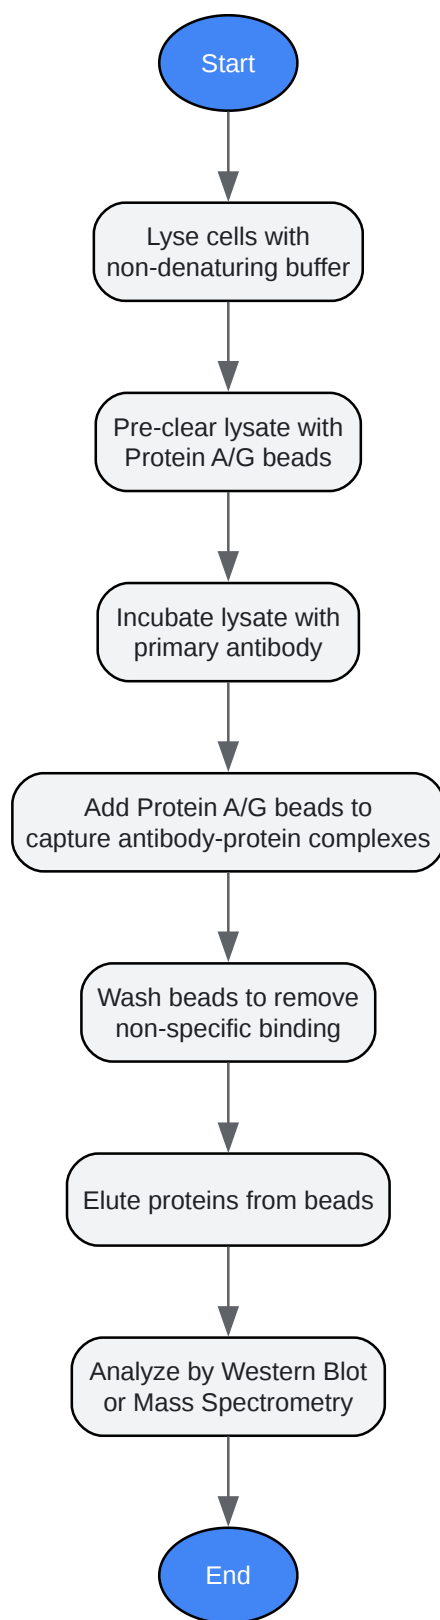 Start
Lyse cells with
non-denaturing buffer
Pre-clear lysate with
Protein A/G beads
Incubate lysate with
primary antibody
Add Protein A/G beads to
capture antibody-protein complexes
Wash beads to remove
non-specific binding
Elute proteins from beads
Analyze by Western Blot
or Mass Spectrometry
End